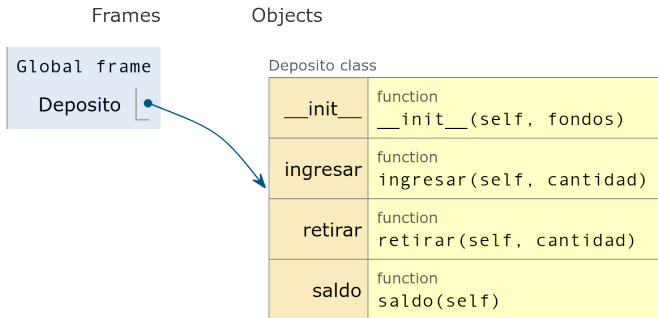 Frames
Objects
Global frame
Deposito
Deposito class
__init__
function
__init__(self, fondos)
ingresar
function
ingresar(self, cantidad)
retirar
function
retirar(self, cantidad)
saldo
function
saldo(self)